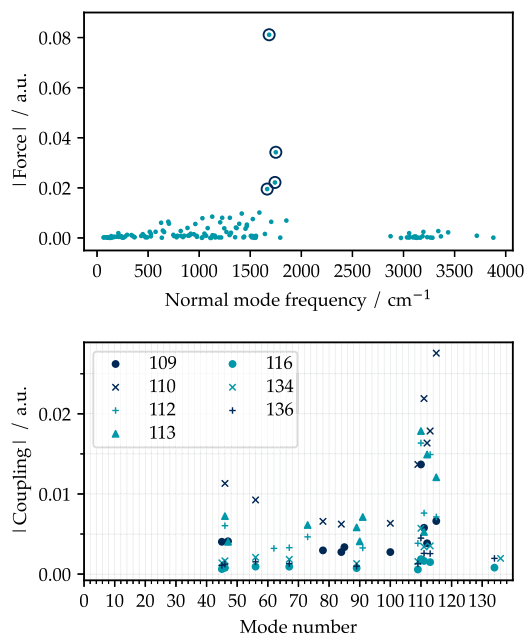 0.08
0.06
0.04
0.02
0.00
|Force| / a.u.
0 500 1000 1500 2000 2500 3000 3500 4000
Normal mode frequency / cm⁻¹
109 116
110 134
112 136
113
0.02
0.01
0.00
|Coupling| / a.u.
0 10 20 30 40 50 60 70 80 90 100 110 120 130
Mode number